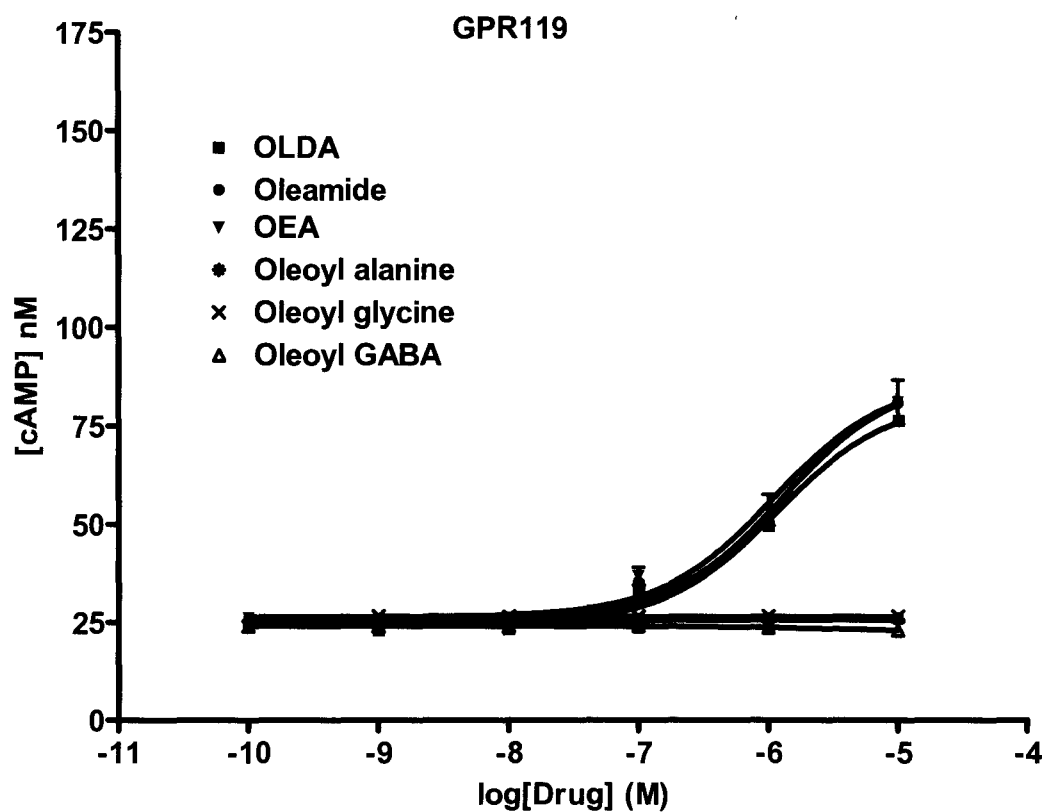 GPR119
175
150
125
100
75
50
25
0
[cAMP] nM
OLDA
Oleamide
OEA
Oleoyl alanine
Oleoyl glycine
Oleoyl GABA
-11 -10 -9 -8 -7 -6 -5 -4
log[Drug] (M)